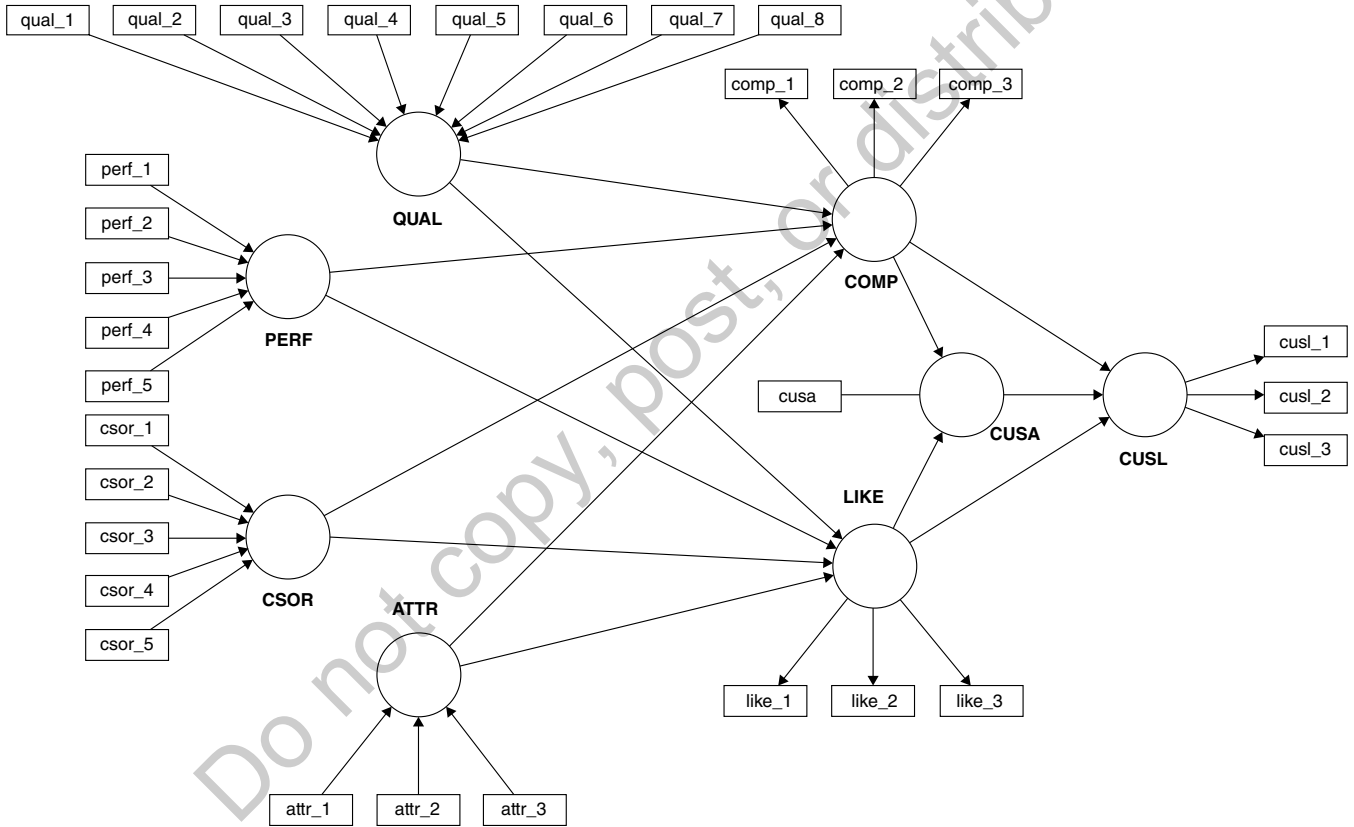 qual_1 qual_2 qual_3 qual_4 qual_5 qual_6 qual_7 qual_8
comp_1 comp_2 comp_3
QUAL
perf_1
perf_2
perf_3
perf_4
perf_5
PERF
COMP
csor_1
csor_2
csor_3
csor_4
csor_5
CSOR
cusa
CUSA
cusl_1
cusl_2
cusl_3
CUSL
LIKE
ATTR
like_1 like_2 like_3
attr_1 attr_2 attr_3
Do not copy, post, or distrib